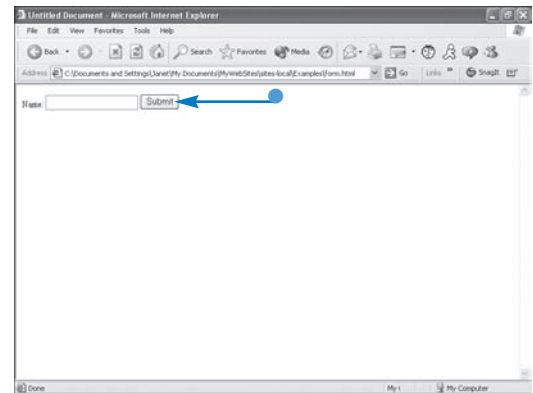 Untitled Document - Microsoft Internet Explorer
File Edit View Favorites Tools Help
Back Search Favorites Media
Address C:\Documents and Settings\Janet\My Documents\MyWebSites\sites-local\Examples\form.html Go Links » SnagIt
Name: Submit
Done My Computer